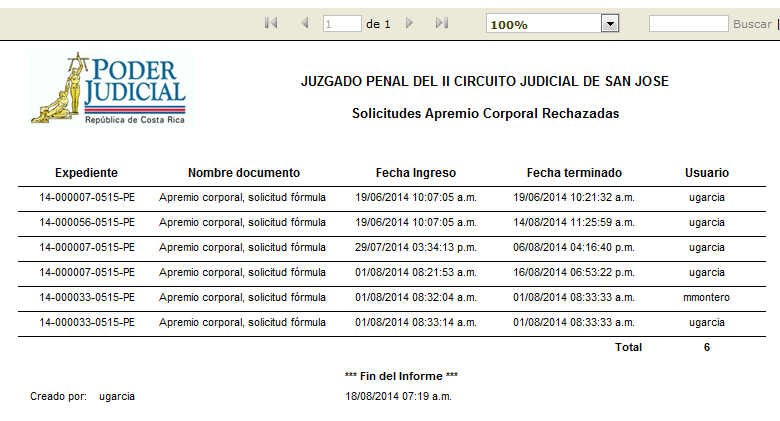 1 de 1 100% Buscar
PODER
JUDICIAL
República de Costa Rica
JUZGADO PENAL DEL II CIRCUITO JUDICIAL DE SAN JOSE
Solicitudes Apremio Corporal Rechazadas
Expediente Nombre documento Fecha Ingreso Fecha terminado Usuario
14-000007-0515-PE Apremio corporal, solicitud fórmula 19/06/2014 10:07:05 a.m. 19/06/2014 10:21:32 a.m. ugarcia
14-000056-0515-PE Apremio corporal, solicitud fórmula 19/06/2014 10:07:05 a.m. 14/08/2014 11:25:59 a.m. ugarcia
14-000007-0515-PE Apremio corporal, solicitud fórmula 29/07/2014 03:34:13 p.m. 06/08/2014 04:16:40 p.m. ugarcia
14-000007-0515-PE Apremio corporal, solicitud fórmula 01/08/2014 08:21:53 a.m. 16/08/2014 06:53:22 p.m. ugarcia
14-000033-0515-PE Apremio corporal, solicitud fórmula 01/08/2014 08:32:04 a.m. 01/08/2014 08:33:33 a.m. mmontero
14-000033-0515-PE Apremio corporal, solicitud fórmula 01/08/2014 08:33:14 a.m. 01/08/2014 08:33:33 a.m. ugarcia
Total 6
*** Fin del Informe ***
Creado por: ugarcia 18/08/2014 07:19 a.m.